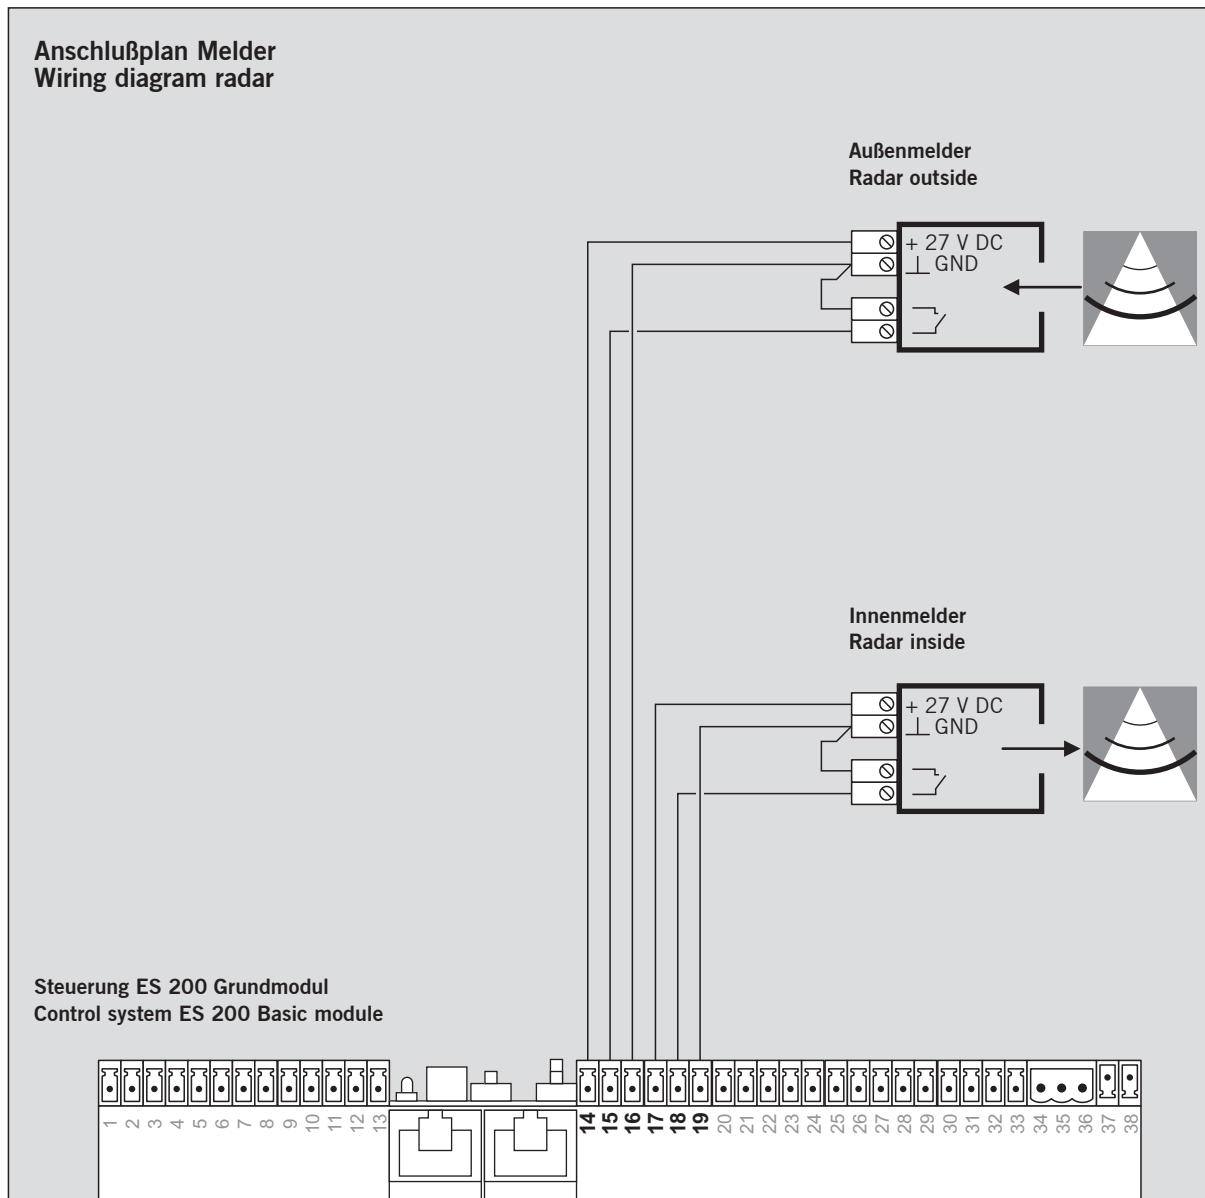 Anschlußplan Melder
Wiring diagram radar
Außenmelder
Radar outside
+ 27 V DC
GND
Innenmelder
Radar inside
+ 27 V DC
GND
Steuerung ES 200 Grundmodul
Control system ES 200 Basic module
1 2 3 4 5 6 7 8 9 10 11 12 13 14 15 16 17 18 19 20 21 22 23 24 25 26 27 28 29 30 31 32 33 34 35 36 37 38